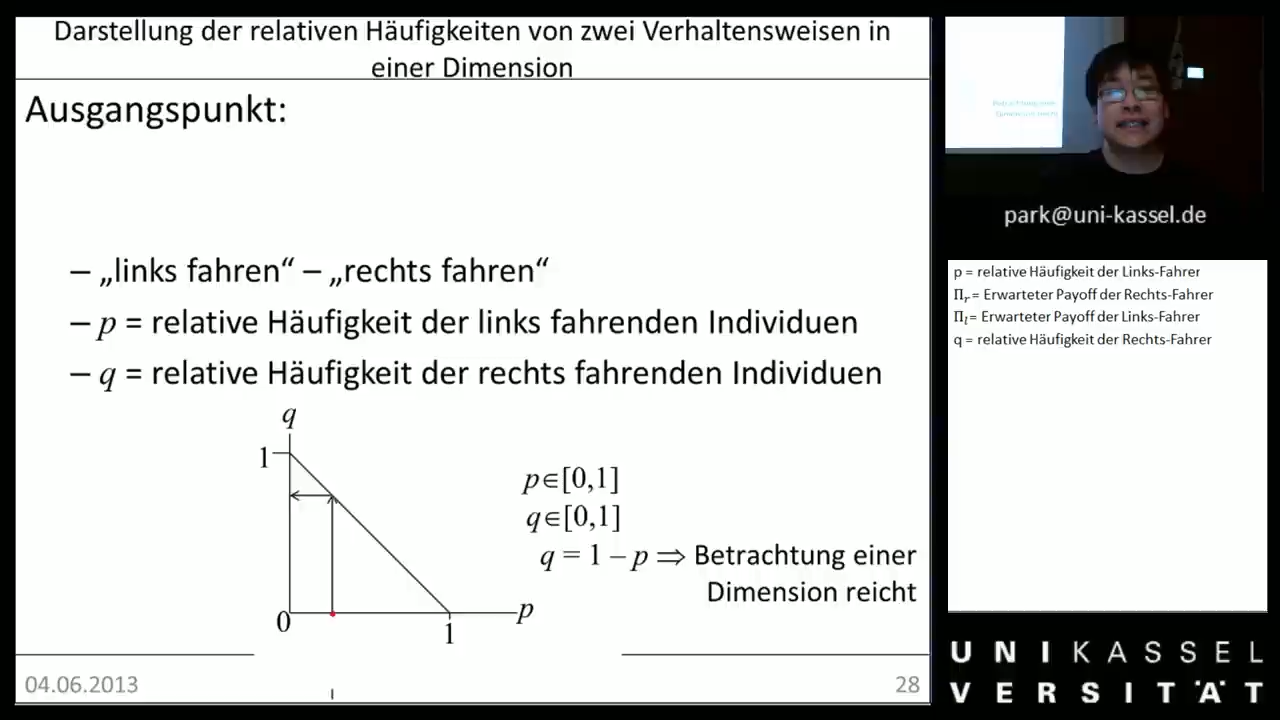 Darstellung der relativen Häufigkeiten von zwei Verhaltensweisen in
einer Dimension
Ausgangspunkt:
– „links fahren“ – „rechts fahren“
– p = relative Häufigkeit der links fahrenden Individuen
– q = relative Häufigkeit der rechts fahrenden Individuen
q
1
0
1
p
p∈[0,1]
q∈[0,1]
q = 1 – p ⇒ Betrachtung einer
Dimension reicht
04.06.2013
28
park@uni-kassel.de
p = relative Häufigkeit der Links-Fahrer
Πr = Erwarteter Payoff der Rechts-Fahrer
Πl = Erwarteter Payoff der Links-Fahrer
q = relative Häufigkeit der Rechts-Fahrer
UNIKASSEL
VERSITÄT